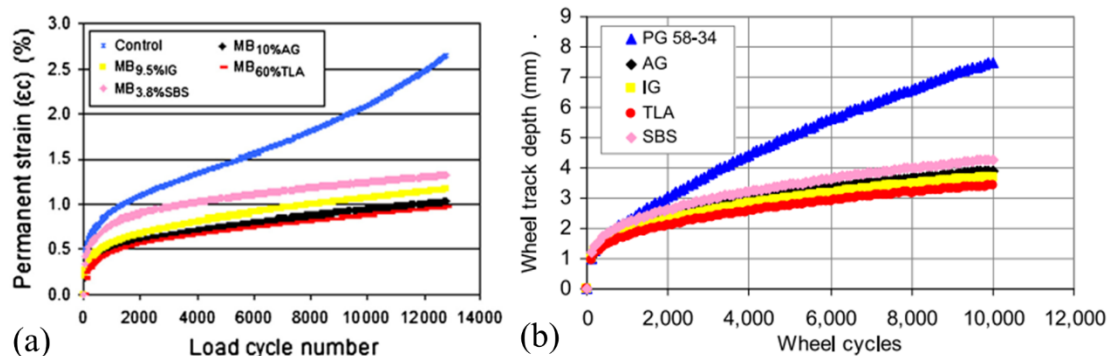 Permanent strain (εc) (%)
3.0
2.5
2.0
1.5
1.0
0.5
0.0
Control
MB10%AG
MB9.5%IG
MB60%TLA
MB3.8%SBS
0
2000
4000
6000
8000
10000
12000
14000
(a)
Load cycle number
Wheel track depth (mm)
9
8
7
6
5
4
3
2
1
0
PG 58-34
AG
IG
TLA
SBS
0
2,000
4,000
6,000
8,000
10,000
12,000
(b)
Wheel cycles